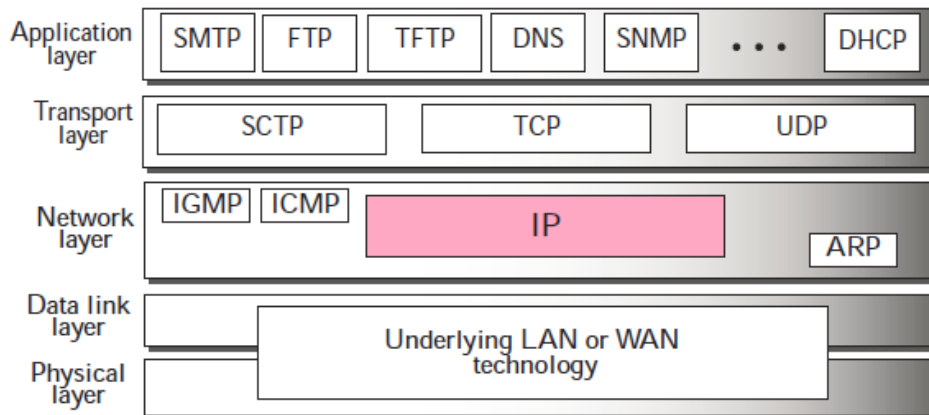 Application layer
SMTP FTP TFTP DNS SNMP ... DHCP
Transport layer
SCTP TCP UDP
Network layer
IGMP ICMP IP ARP
Data link layer
Underlying LAN or WAN
technology
Physical layer